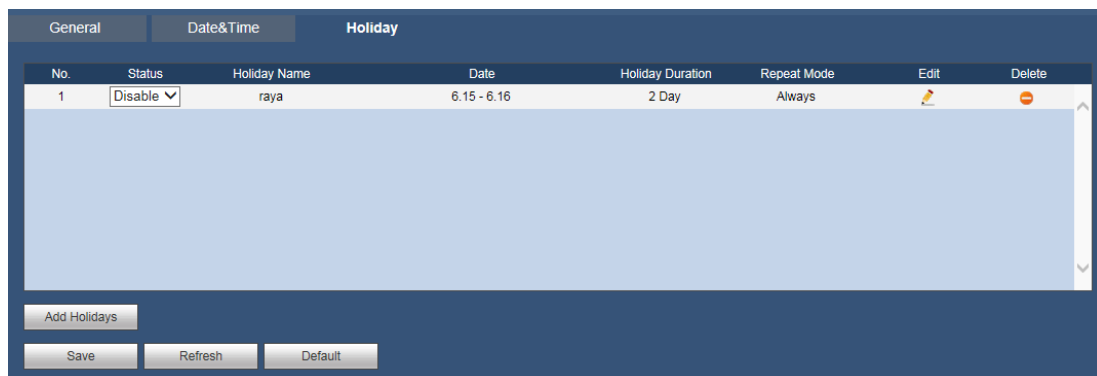 General Date&Time Holiday
No. Status Holiday Name Date Holiday Duration Repeat Mode Edit Delete
1 Disable raya 6.15 - 6.16 2 Day Always
Add Holidays
Save Refresh Default